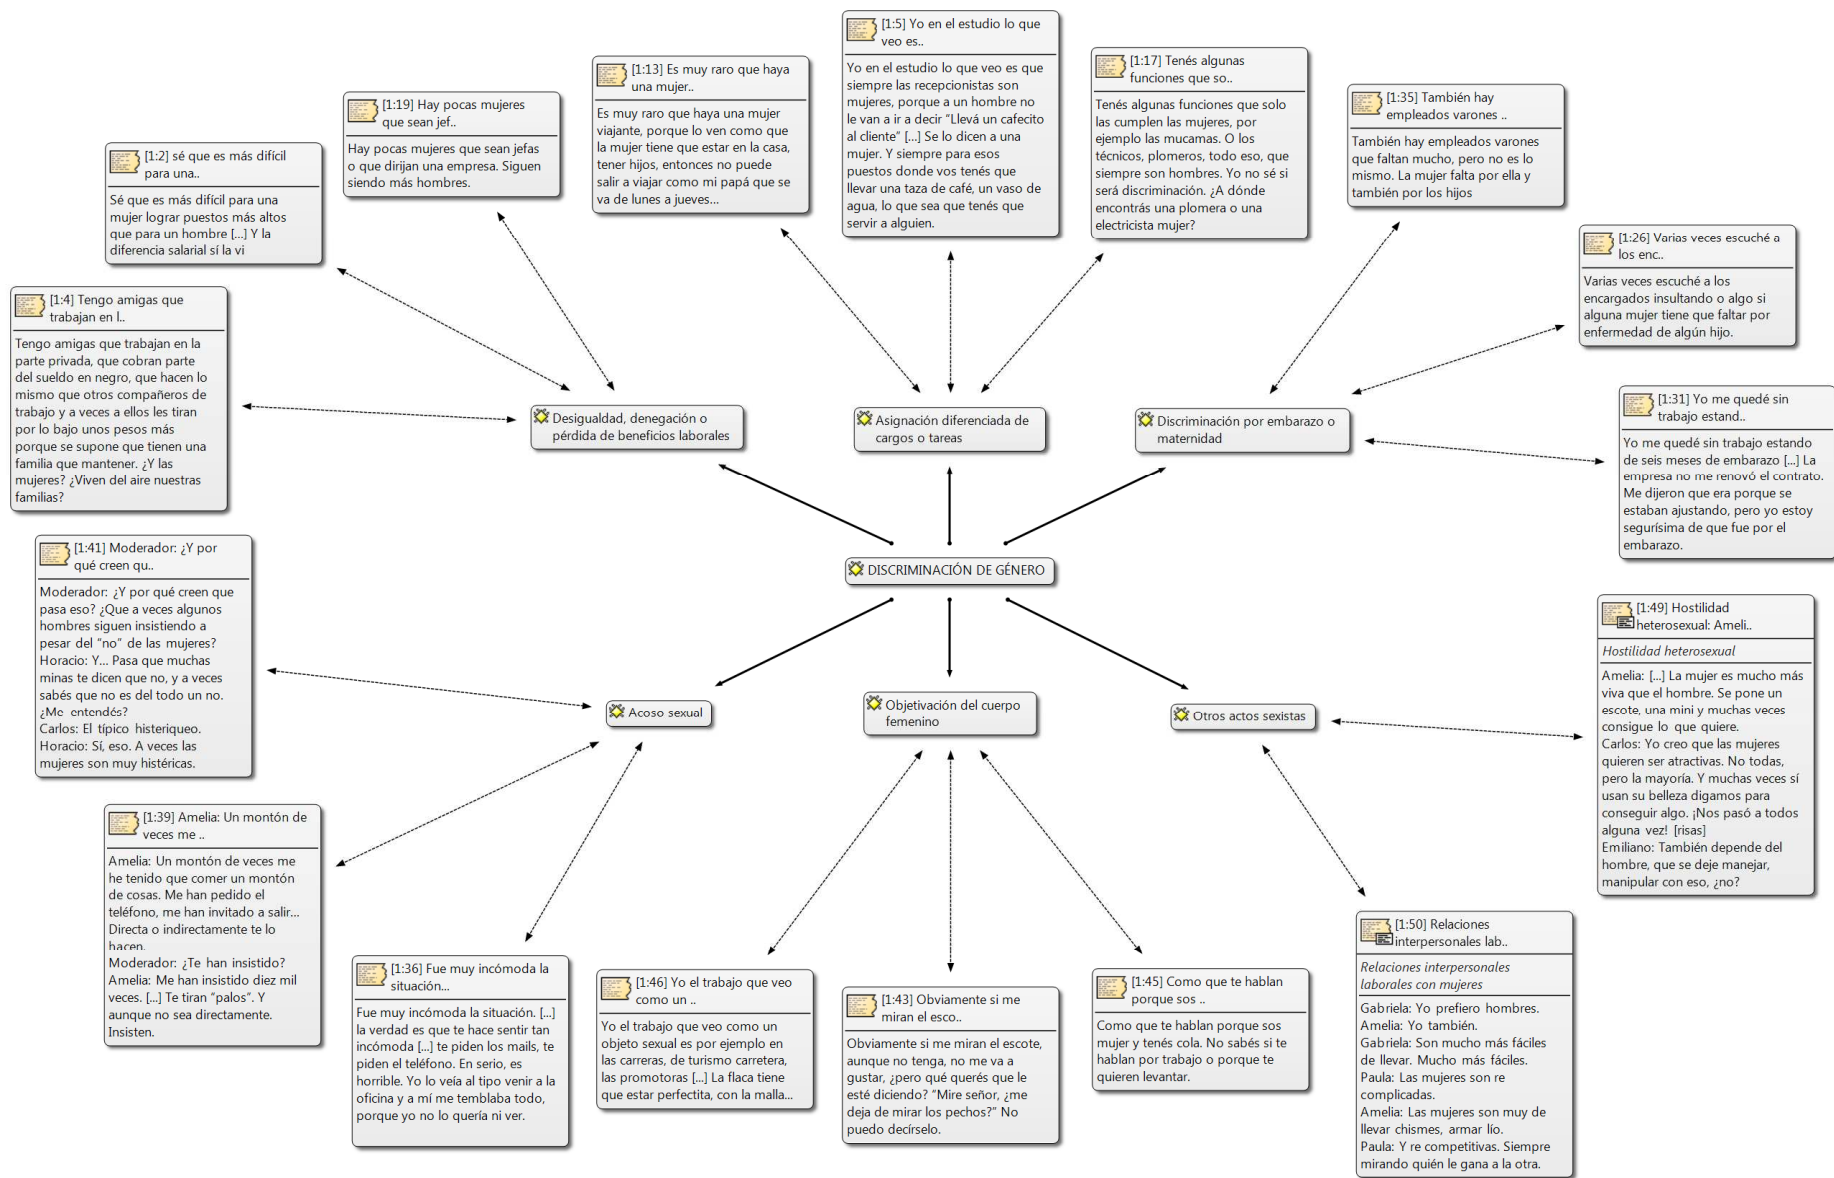 [1:5] Yo en el estudio lo que
veo es..
Yo en el estudio lo que veo es que
siempre las recepcionistas son
mujeres, porque a un hombre no
le van a ir a decir “Llevá un cafecito
al cliente” [...] Se lo dicen a una
mujer. Y siempre para esos
puestos donde vos tenés que
llevar una taza de café, un vaso de
agua, lo que sea que tenés que
servir a alguien.
[1:13] Es muy raro que haya
una mujer..
Es muy raro que haya una mujer
viajante, porque lo ven como que
la mujer tiene que estar en la casa,
tener hijos, entonces no puede
salir a viajar como mi papá que se
va de lunes a jueves...
[1:17] Tenés algunas
funciones que so..
Tenés algunas funciones que solo
las cumplen las mujeres, por
ejemplo las mucamas. O los
técnicos, plomeros, todo eso, que
siempre son hombres. Yo no sé si
será discriminación. ¿A dónde
encontrás una plomera o una
electricista mujer?
[1:19] Hay pocas mujeres
que sean jef..
Hay pocas mujeres que sean jefas
o que dirijan una empresa. Siguen
siendo más hombres.
[1:35] También hay
empleados varones ..
También hay empleados varones
que faltan mucho, pero no es lo
mismo. La mujer falta por ella y
también por los hijos
[1:2] sé que es más difícil
para una..
Sé que es más difícil para una
mujer lograr puestos más altos
que para un hombre [...] Y la
diferencia salarial sí la vi
[1:26] Varias veces escuché a
los enc..
Varias veces escuché a los
encargados insultando o algo si
alguna mujer tiene que faltar por
enfermedad de algún hijo.
[1:4] Tengo amigas que
trabajan en l..
Tengo amigas que trabajan en la
parte privada, que cobran parte
del sueldo en negro, que hacen lo
mismo que otros compañeros de
trabajo y a veces a ellos les tiran
por lo bajo unos pesos más
porque se supone que tienen una
familia que mantener. ¿Y las
mujeres? ¿Viven del aire nuestras
familias?
[1:31] Yo me quedé sin
trabajo estand..
Yo me quedé sin trabajo estando
de seis meses de embarazo [...] La
empresa no me renovó el contrato.
Me dijeron que era porque se
estaban ajustando, pero yo estoy
segurísima de que fue por el
embarazo.
Desigualdad, denegación o
pérdida de beneficios laborales
Asignación diferenciada de
cargos o tareas
Discriminación por embarazo o
maternidad
DISCRIMINACIÓN DE GÉNERO
Acoso sexual
Objetivación del cuerpo
femenino
Otros actos sexistas
[1:41] Moderador: ¿Y por
qué creen qu..
Moderador: ¿Y por qué creen que
pasa eso? ¿Que a veces algunos
hombres siguen insistiendo a
pesar del “no” de las mujeres?
Horacio: Y... Pasa que muchas
minas te dicen que no, y a veces
sabés que no es del todo un no.
¿Me entendés?
Carlos: El típico histeriqueo.
Horacio: Sí, eso. A veces las
mujeres son muy histéricas.
[1:49] Hostilidad
heterosexual: Ameli..
Hostilidad heterosexual
Amelia: [...] La mujer es mucho más
viva que el hombre. Se pone un
escote, una mini y muchas veces
consigue lo que quiere.
Carlos: Yo creo que las mujeres
quieren ser atractivas. No todas,
pero la mayoría. Y muchas veces sí
usan su belleza digamos para
conseguir algo. ¡Nos pasó a todos
alguna vez! [risas]
Emiliano: También depende del
hombre, que se deje manejar,
manipular con eso, ¿no?
[1:39] Amelia: Un montón de
veces me ..
Amelia: Un montón de veces me
he tenido que comer un montón
de cosas. Me han pedido el
teléfono, me han invitado a salir...
Directa o indirectamente te lo
hacen.
Moderador: ¿Te han insistido?
Amelia: Me han insistido diez mil
veces. [...] Te tiran “palos”. Y
aunque no sea directamente.
Insisten.
[1:36] Fue muy incómoda la
situación...
Fue muy incómoda la situación. [...]
la verdad es que te hace sentir tan
incómoda [...] te piden los mails, te
piden el teléfono. En serio, es
horrible. Yo lo veía al tipo venir a la
oficina y a mí me temblaba todo,
porque yo no lo quería ni ver.
[1:46] Yo el trabajo que veo
como un ..
Yo el trabajo que veo como un
objeto sexual es por ejemplo en
las carreras, de turismo carretera,
las promotoras [...] La flaca tiene
que estar perfectita, con la malla...
[1:43] Obviamente si me
miran el esco..
Obviamente si me miran el escote,
aunque no tenga, no me va a
gustar, ¿pero qué querés que le
esté diciendo? “Mire señor, ¿me
deja de mirar los pechos?” No
puedo decírselo.
[1:45] Como que te hablan
porque sos ..
Como que te hablan porque sos
mujer y tenés cola. No sabés si te
hablan por trabajo o porque te
quieren levantar.
[1:50] Relaciones
interpersonales lab..
Relaciones interpersonales
laborales con mujeres
Gabriela: Yo prefiero hombres.
Amelia: Yo también.
Gabriela: Son mucho más fáciles
de llevar. Mucho más fáciles.
Paula: Las mujeres son re
complicadas.
Amelia: Las mujeres son muy de
llevar chismes, armar lío.
Paula: Y re competitivas. Siempre
mirando quién le gana a la otra.